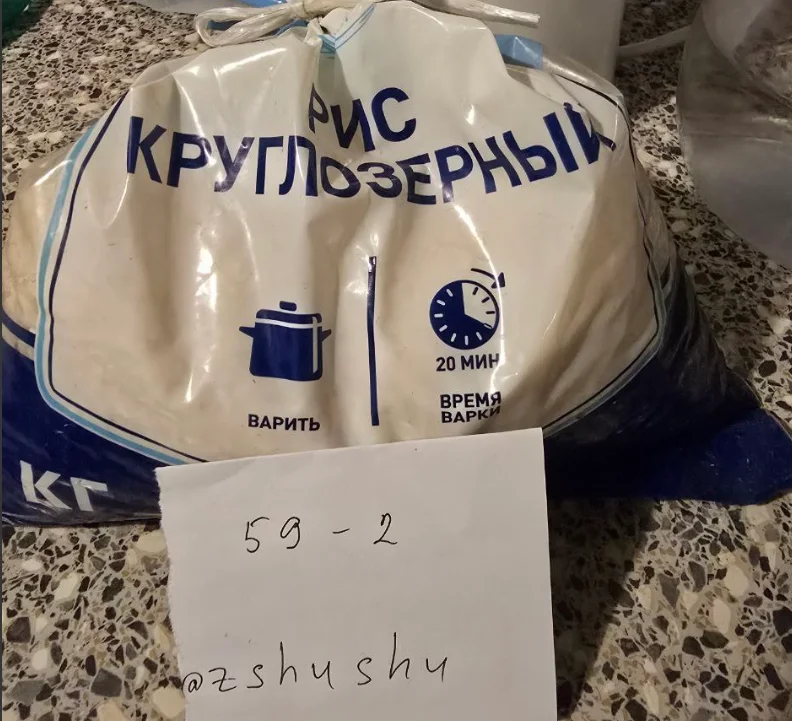 РИС
КРУГЛОЗЕРНЫЙ
ВАРИТЬ
20 МИН
ВРЕМЯ
ВАРКИ
КГ
59-2
@zshushu